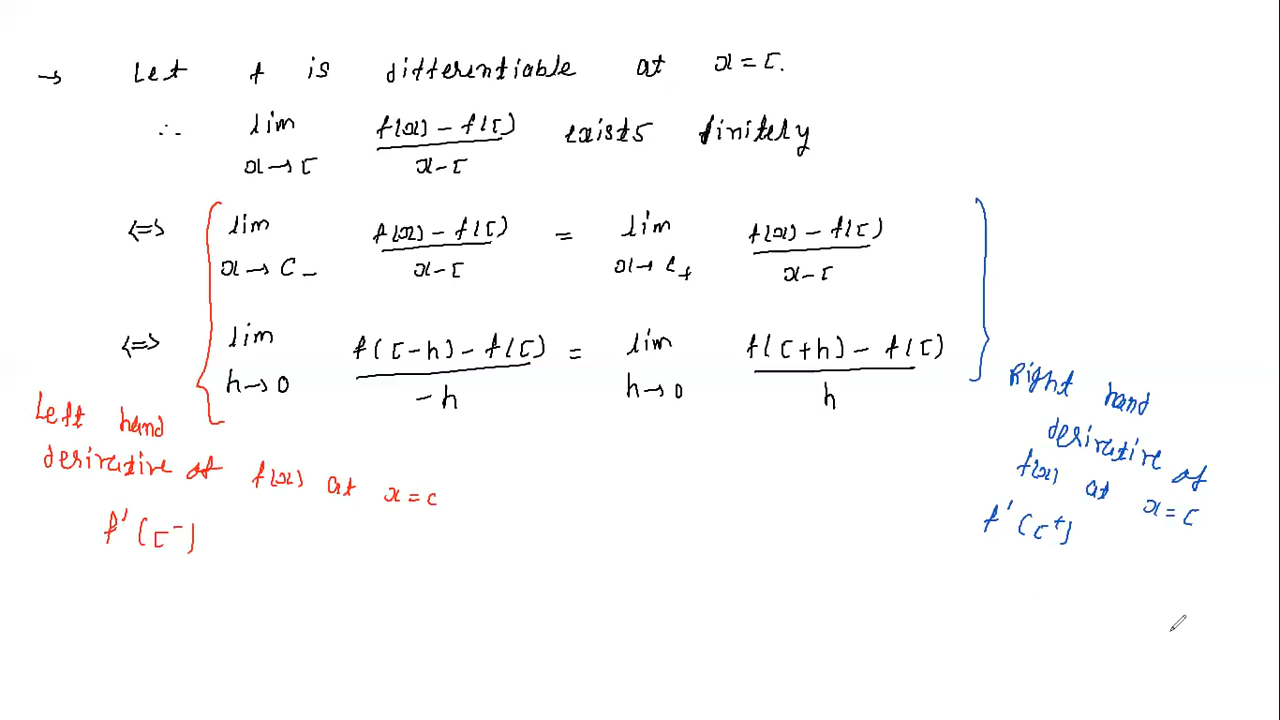 → Let f is differentiable at x = c.
∴ lim x→c (f(x) − f(c))/(x − c) exists finitely
⇔ lim x→c− (f(x) − f(c))/(x − c) = lim x→c+ (f(x) − f(c))/(x − c)
⇔ lim h→0 (f(c−h) − f(c))/(−h) = lim h→0 (f(c+h) − f(c))/h
Left hand
derivative of f(x) at x = c
f'(c⁻)
Right hand
derivative of
f(x) at x = c
f'(c⁺)